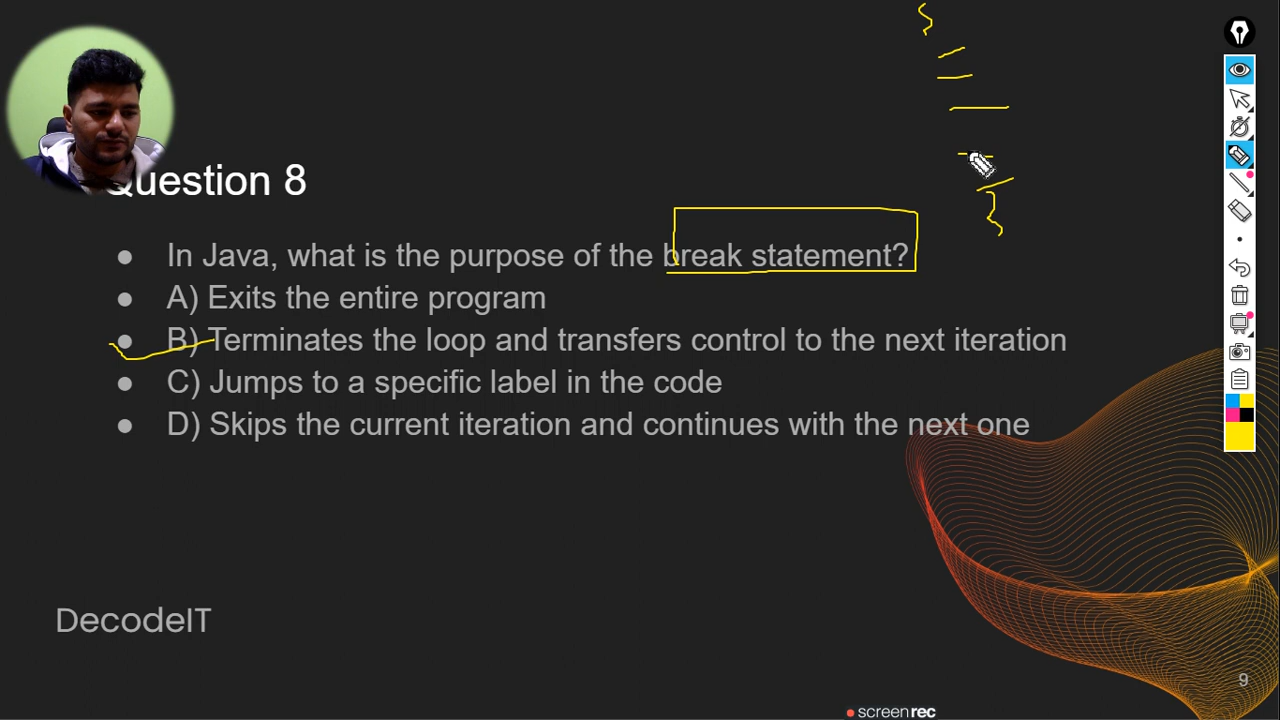 Question 8
● In Java, what is the purpose of the break statement?
● A) Exits the entire program
● B) Terminates the loop and transfers control to the next iteration
● C) Jumps to a specific label in the code
● D) Skips the current iteration and continues with the next one
DecodeIT
9
screenrec